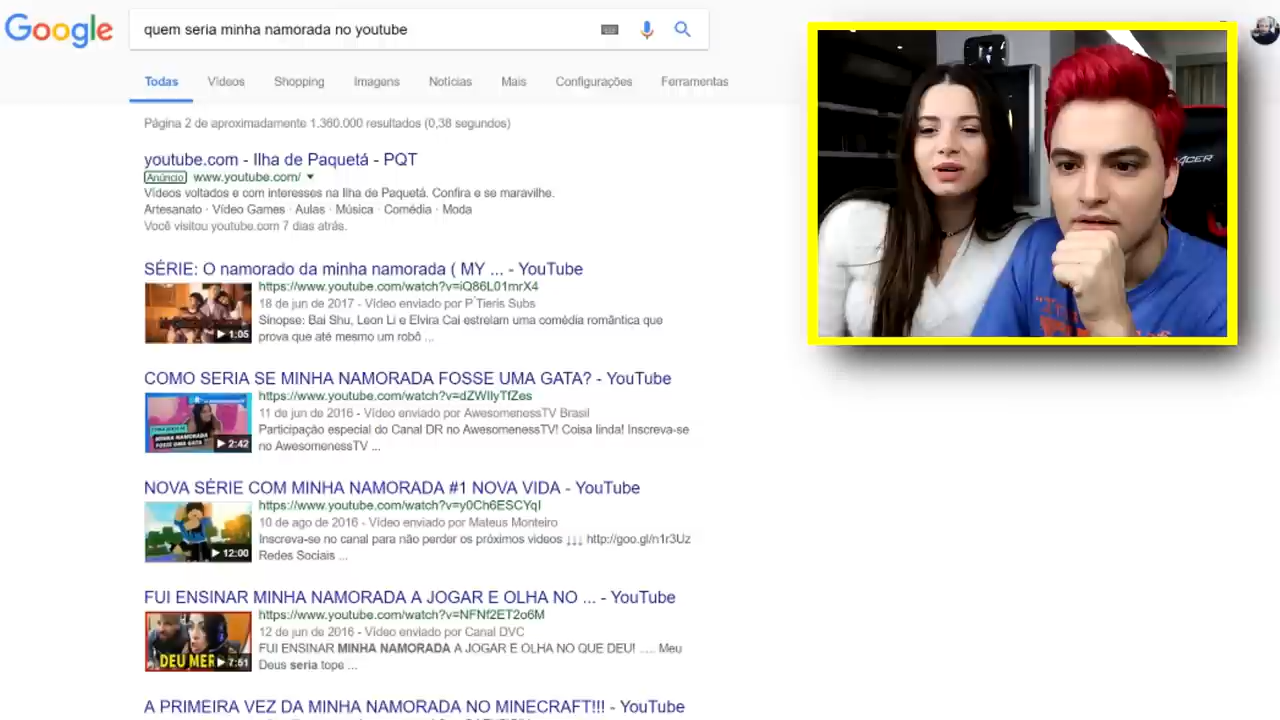 Google
quem seria minha namorada no youtube
Todas Vídeos Shopping Imagens Notícias Mais Configurações Ferramentas
Página 2 de aproximadamente 1.360.000 resultados (0,38 segundos)
youtube.com - Ilha de Paquetá - PQT
Anúncio www.youtube.com/
Vídeos voltados e com interesses na Ilha de Paquetá. Confira e se maravilhe.
Artesanato · Vídeo Games · Aulas · Música · Comédia · Moda
Você visitou youtube.com 7 dias atrás.
SÉRIE: O namorado da minha namorada ( MY ... - YouTube
https://www.youtube.com/watch?v=iQ86L01mrX4
18 de jun de 2017 - Vídeo enviado por P´Tieris Subs
Sinopse: Bai Shu, Leon Li e Elvira Cai estrelam uma comédia romântica que
prova que até mesmo um robô ...
1:05
COMO SERIA SE MINHA NAMORADA FOSSE UMA GATA? - YouTube
https://www.youtube.com/watch?v=dZWIlyTfZes
11 de jun de 2016 - Vídeo enviado por AwesomenessTV Brasil
Participação especial do Canal DR no AwesomenessTV! Coisa linda! Inscreva-se
no AwesomenessTV ...
MINHA NAMORADA
FOSSE UMA GATA
2:42
NOVA SÉRIE COM MINHA NAMORADA #1 NOVA VIDA - YouTube
https://www.youtube.com/watch?v=y0Ch6ESCYqI
10 de ago de 2016 - Vídeo enviado por Mateus Monteiro
Inscreva-se no canal para não perder os próximos videos ↓↓↓ http://goo.gl/n1r3Uz
Redes Sociais ...
12:00
FUI ENSINAR MINHA NAMORADA A JOGAR E OLHA NO ... - YouTube
https://www.youtube.com/watch?v=NFNf2ET2o6M
12 de jun de 2016 - Vídeo enviado por Canal DVC
FUI ENSINAR MINHA NAMORADA A JOGAR E OLHA NO QUE DEU! ..... Meu
Deus seria tope ...
DEU MER
7:51
A PRIMEIRA VEZ DA MINHA NAMORADA NO MINECRAFT!!! - YouTube